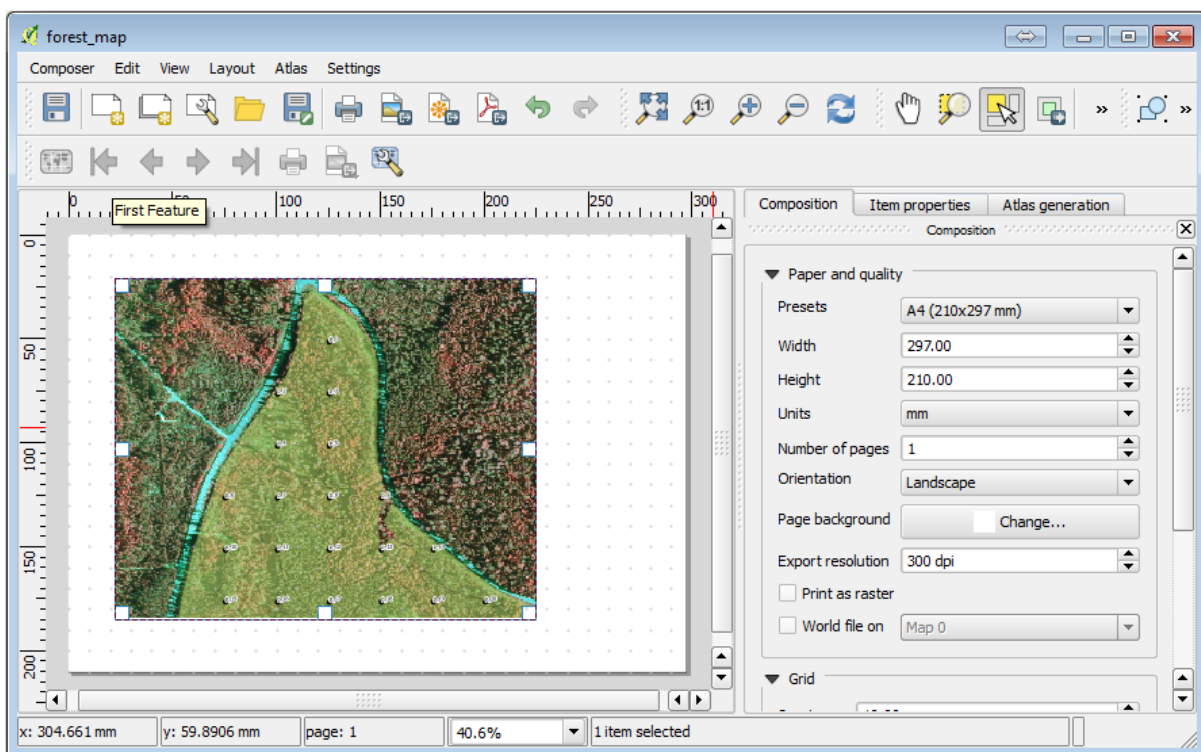 forest_map
Composer Edit View Layout Atlas Settings
1:1
» »
0 50 100 150 200 250 300
First Feature
0
50
100
150
200
Composition Item properties Atlas generation
Composition
Paper and quality
Presets A4 (210x297 mm)
Width 297.00
Height 210.00
Units mm
Number of pages 1
Orientation Landscape
Page background Change...
Export resolution 300 dpi
Print as raster
World file on Map 0
Grid
x: 304.661 mm y: 59.8906 mm page: 1 40.6% 1 item selected